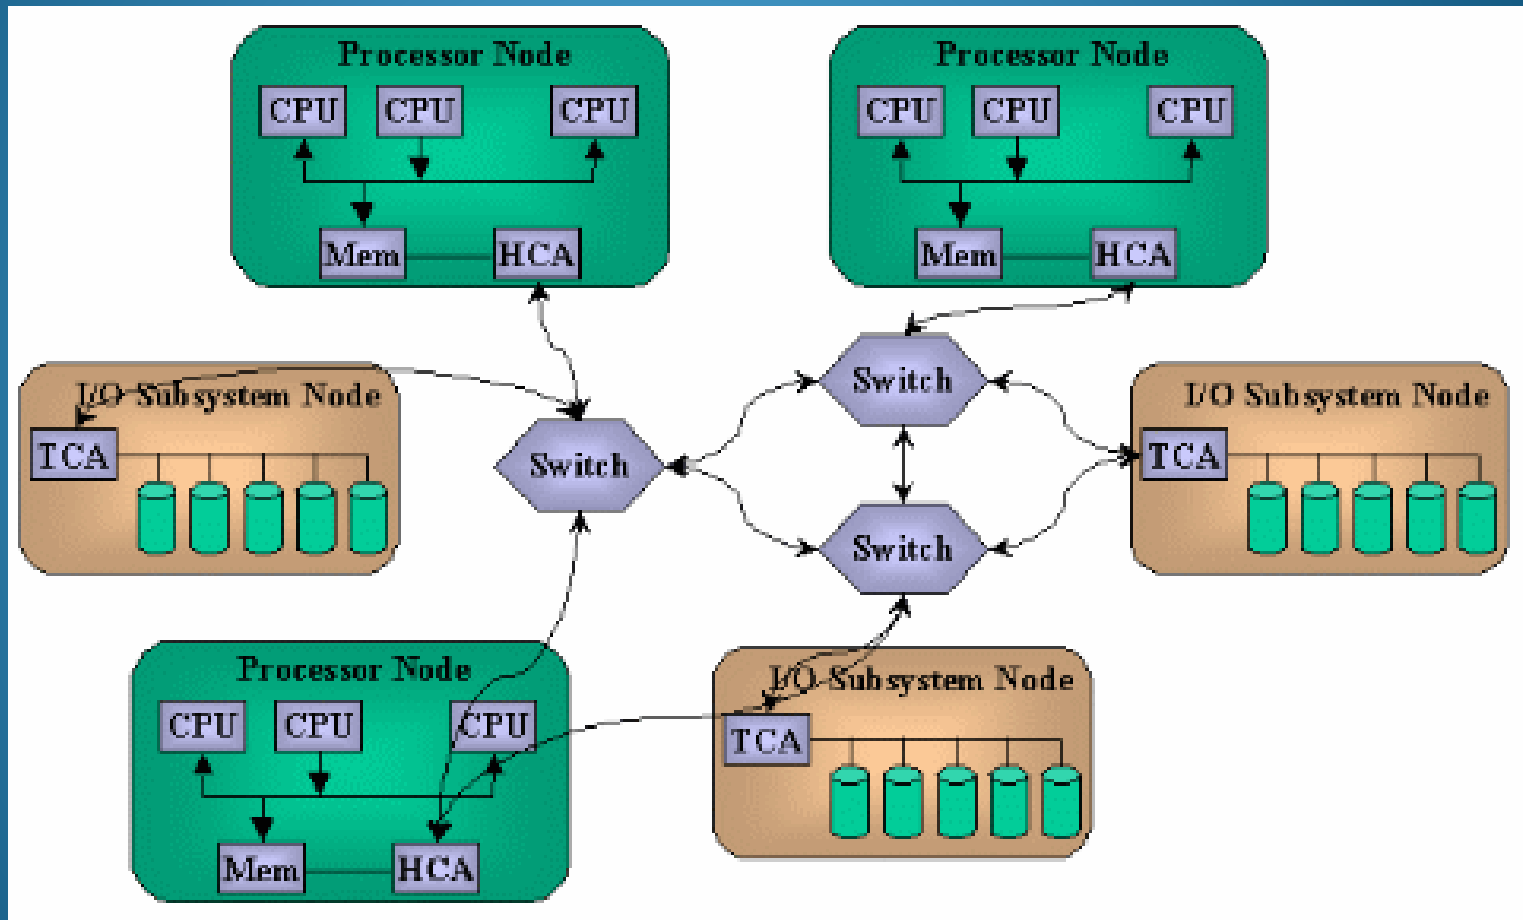 Processor Node
CPU CPU CPU
Mem HCA
Processor Node
CPU CPU CPU
Mem HCA
I/O Subsystem Node
TCA
Switch
Switch
Switch
I/O Subsystem Node
TCA
Processor Node
CPU CPU CPU
Mem HCA
I/O Subsystem Node
TCA